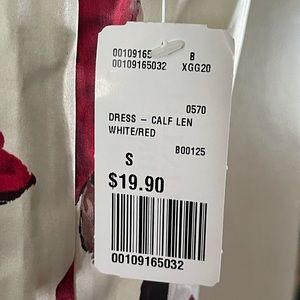 00109165 B
00109165032 XGG20
0570
DRESS – CALF LEN
WHITE/RED
S B00125
$19.90
00109165032